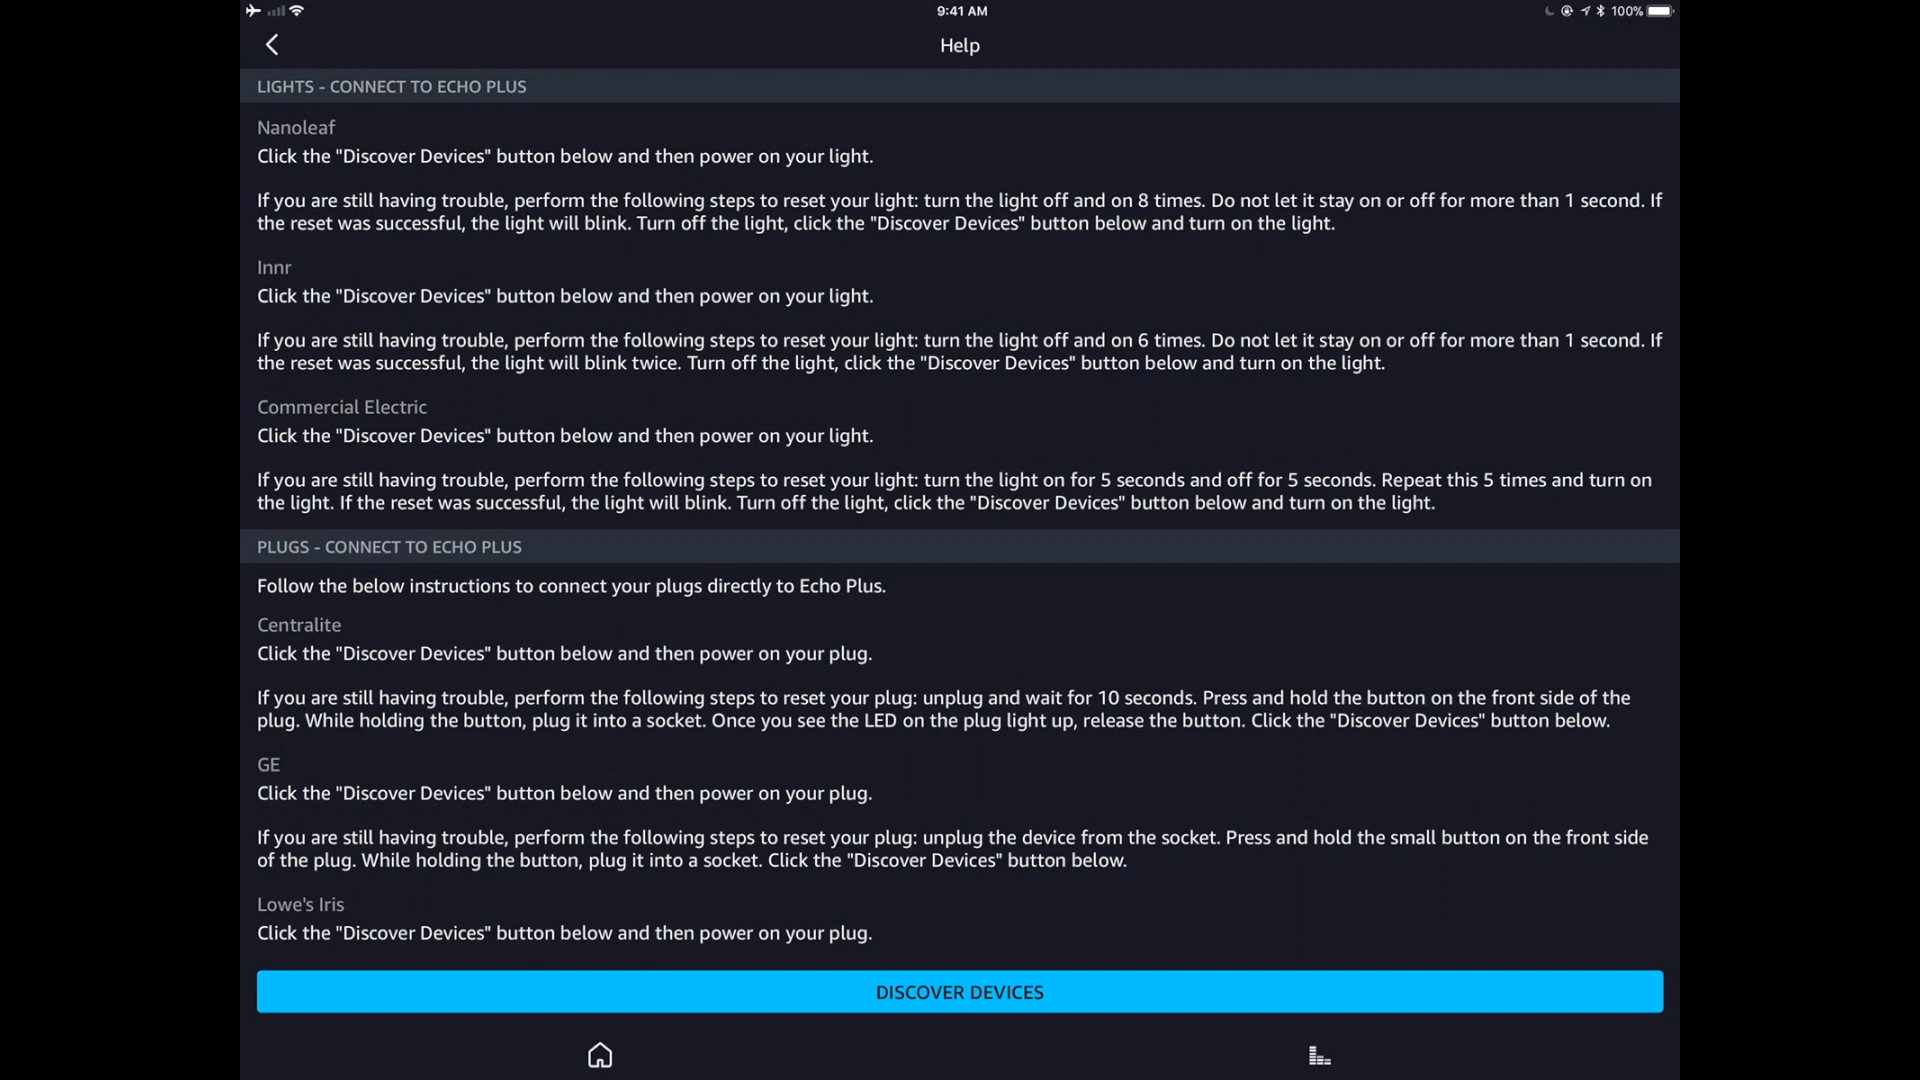 9:41 AM
100%
Help
LIGHTS - CONNECT TO ECHO PLUS
Nanoleaf
Click the "Discover Devices" button below and then power on your light.
If you are still having trouble, perform the following steps to reset your light: turn the light off and on 8 times. Do not let it stay on or off for more than 1 second. If
the reset was successful, the light will blink. Turn off the light, click the "Discover Devices" button below and turn on the light.
Innr
Click the "Discover Devices" button below and then power on your light.
If you are still having trouble, perform the following steps to reset your light: turn the light off and on 6 times. Do not let it stay on or off for more than 1 second. If
the reset was successful, the light will blink twice. Turn off the light, click the "Discover Devices" button below and turn on the light.
Commercial Electric
Click the "Discover Devices" button below and then power on your light.
If you are still having trouble, perform the following steps to reset your light: turn the light on for 5 seconds and off for 5 seconds. Repeat this 5 times and turn on
the light. If the reset was successful, the light will blink. Turn off the light, click the "Discover Devices" button below and turn on the light.
PLUGS - CONNECT TO ECHO PLUS
Follow the below instructions to connect your plugs directly to Echo Plus.
Centralite
Click the "Discover Devices" button below and then power on your plug.
If you are still having trouble, perform the following steps to reset your plug: unplug and wait for 10 seconds. Press and hold the button on the front side of the
plug. While holding the button, plug it into a socket. Once you see the LED on the plug light up, release the button. Click the "Discover Devices" button below.
GE
Click the "Discover Devices" button below and then power on your plug.
If you are still having trouble, perform the following steps to reset your plug: unplug the device from the socket. Press and hold the small button on the front side
of the plug. While holding the button, plug it into a socket. Click the "Discover Devices" button below.
Lowe's Iris
Click the "Discover Devices" button below and then power on your plug.
DISCOVER DEVICES